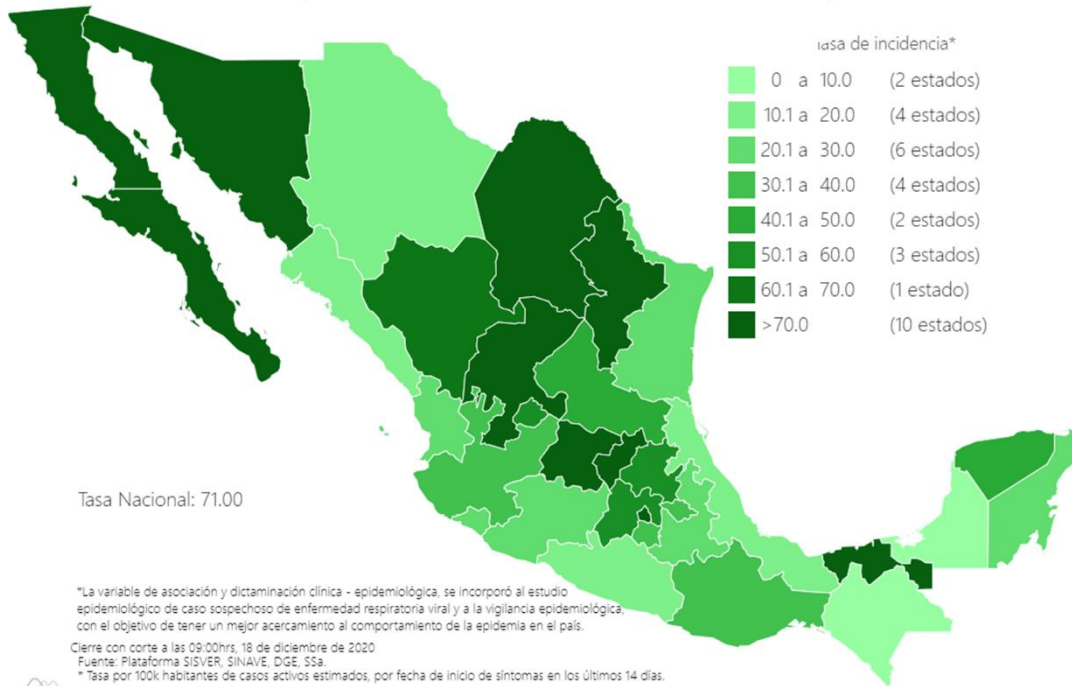 de incidencia*
0 a 10.0 (2 estados)
10.1 a 20.0 (4 estados)
20.1 a 30.0 (6 estados)
30.1 a 40.0 (4 estados)
40.1 a 50.0 (2 estados)
50.1 a 60.0 (3 estados)
60.1 a 70.0 (1 estado)
>70.0 (10 estados)
Tasa Nacional: 71.00
*La variable de asociación y dictaminación clínica - epidemiológica, se incorporó al estudio
epidemiológico de caso sospechoso de enfermedad respiratoria viral y a la vigilancia epidemiológica,
con el objetivo de tener un mejor acercamiento al comportamiento de la epidemia en el país.
Cierre con corte a las 09:00hrs, 18 de diciembre de 2020
Fuente: Plataforma SISVER, SINAVE, DGE, SSa.
* Tasa por 100k habitantes de casos activos estimados, por fecha de inicio de síntomas en los últimos 14 días.